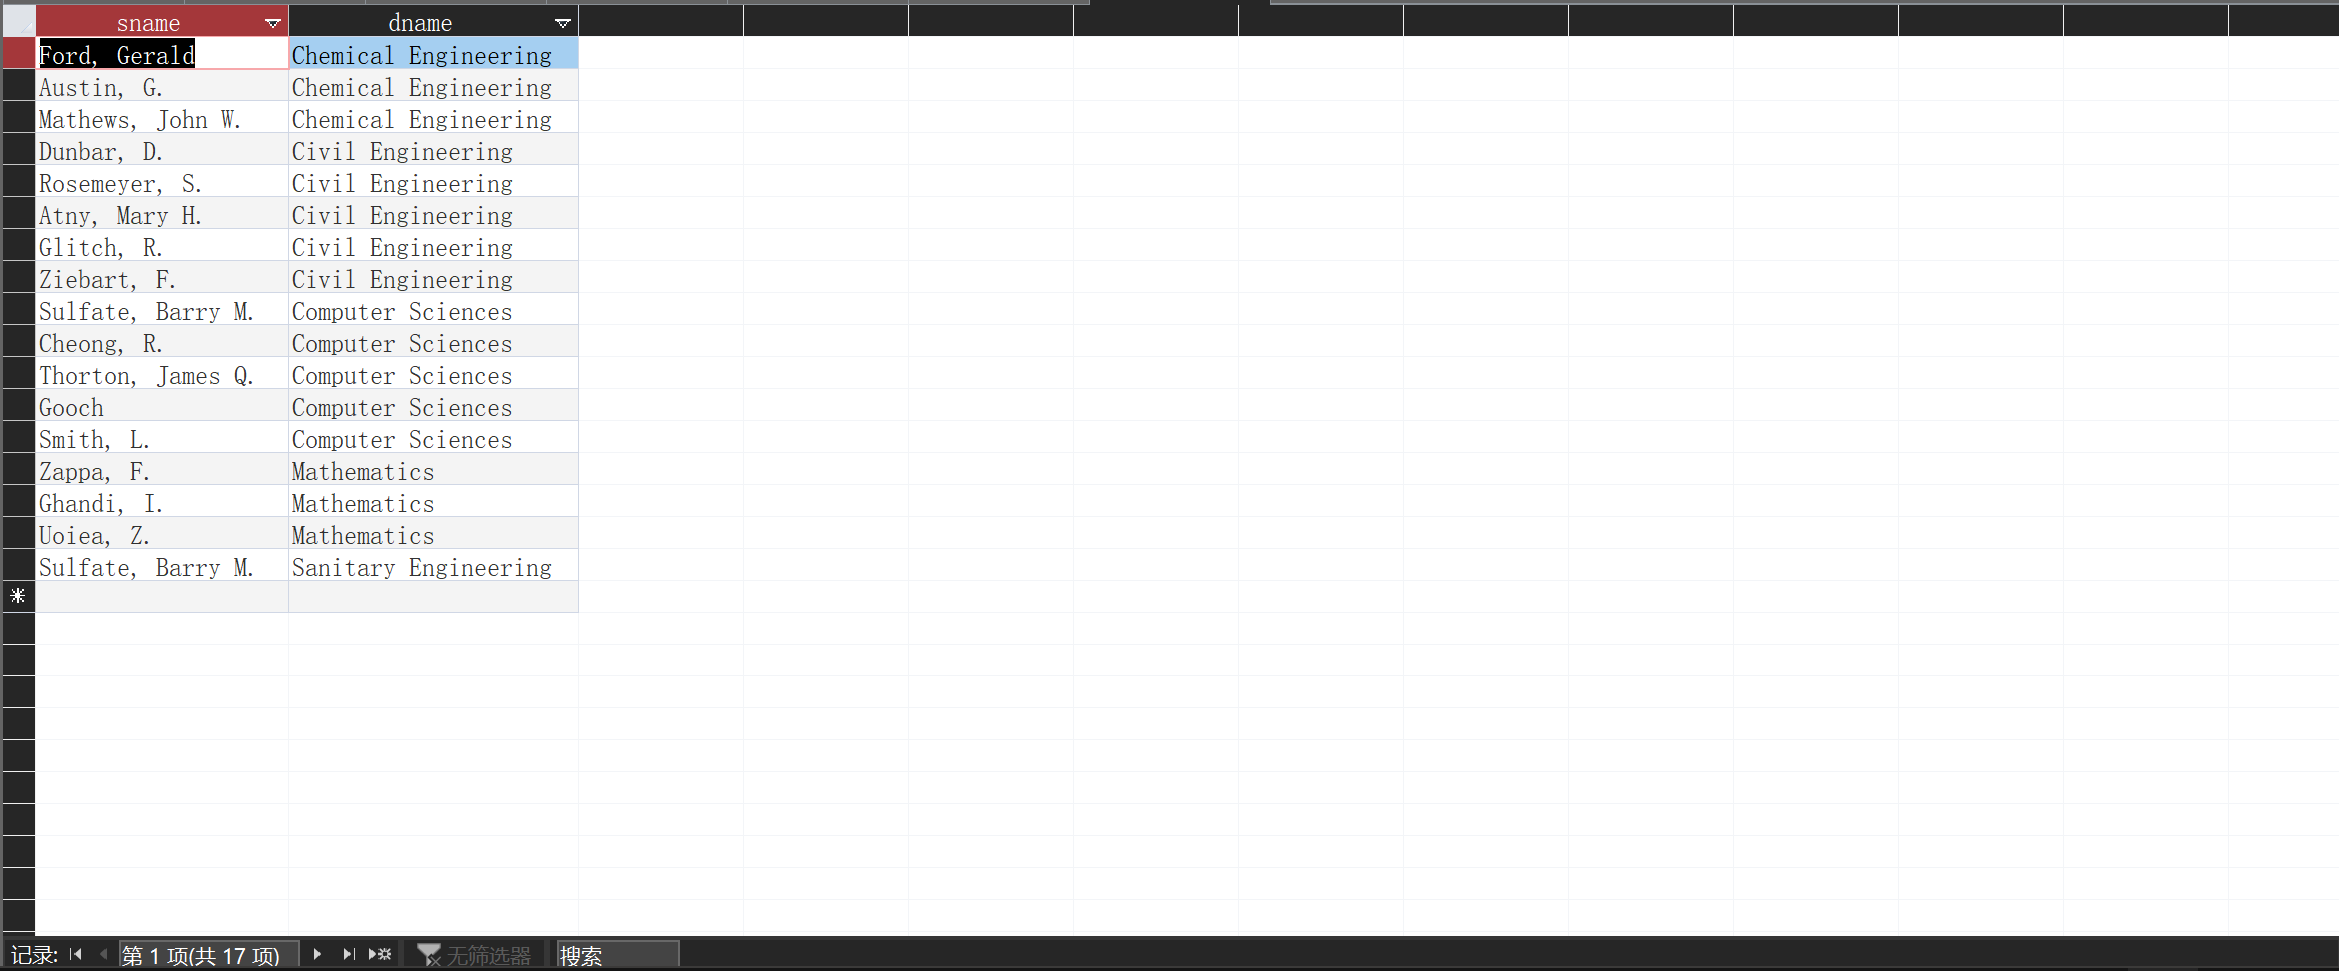 sname dname
Ford, Gerald Chemical Engineering
Austin, G. Chemical Engineering
Mathews, John W. Chemical Engineering
Dunbar, D. Civil Engineering
Rosemeyer, S. Civil Engineering
Atny, Mary H. Civil Engineering
Glitch, R. Civil Engineering
Ziebart, F. Civil Engineering
Sulfate, Barry M. Computer Sciences
Cheong, R. Computer Sciences
Thorton, James Q. Computer Sciences
Gooch Computer Sciences
Smith, L. Computer Sciences
Zappa, F. Mathematics
Ghandi, I. Mathematics
Uoiea, Z. Mathematics
Sulfate, Barry M. Sanitary Engineering
记录: 第 1 项(共 17 项) 无筛选器 搜索